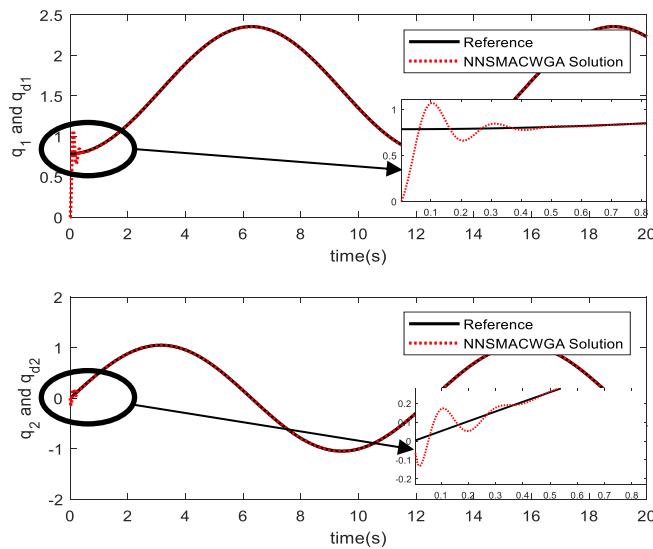 2.5
2
1.5
1
0.5
0
q1 and qd1
Reference
NNSMACWGA Solution
1
0.5
0
0.1 0.2 0.3 0.4 0.5 0.6 0.7 0.8
0 2 4 6 8 10 12 14 16 18 20
time(s)
2
1
0
-1
-2
q2 and qd2
Reference
NNSMACWGA Solution
0.2
0.1
0
-0.1
-0.2
0.1 0.2 0.3 0.4 0.5 0.6 0.7 0.8
0 2 4 6 8 10 12 14 16 18 20
time(s)